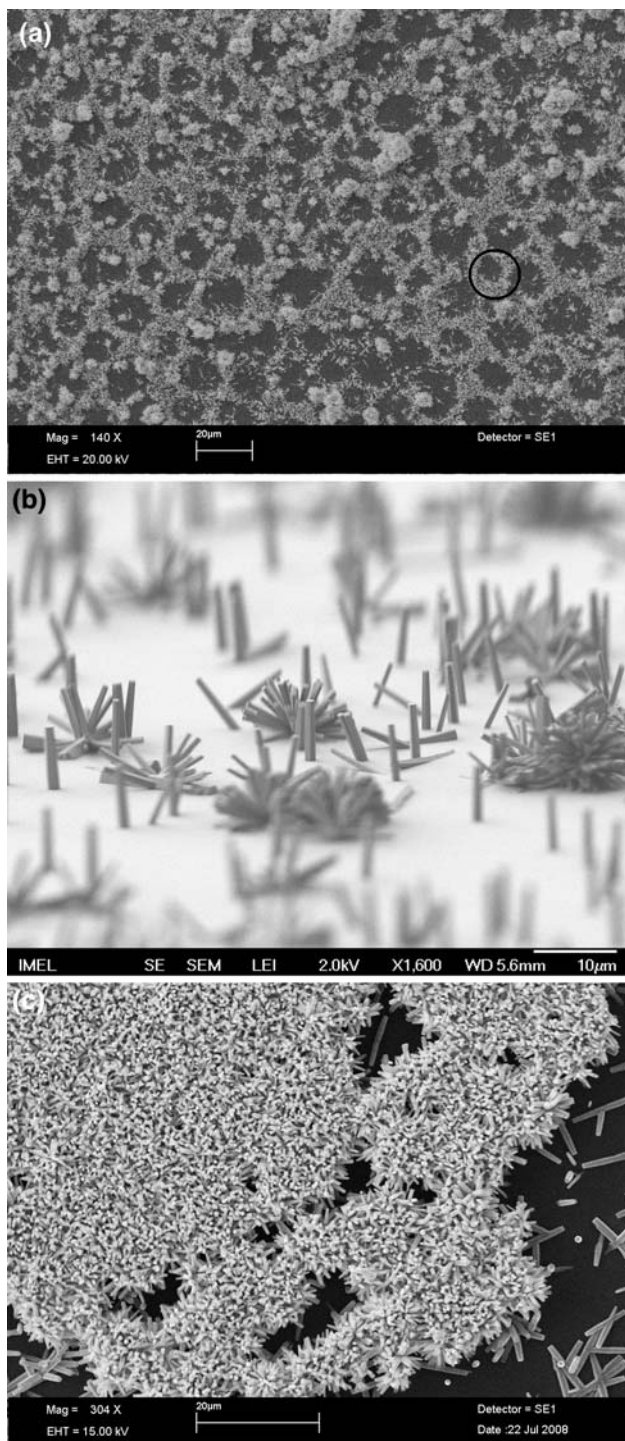 (a)
20µm
Mag = 140 X
Detector = SE1
EHT = 20.00 kV
(b)
IMEL SE SEM LEI 2.0kV X1,600 WD 5.6mm 10µm
(c)
20µm
Mag = 304 X
Detector = SE1
EHT = 15.00 kV
Date :22 Jul 2008